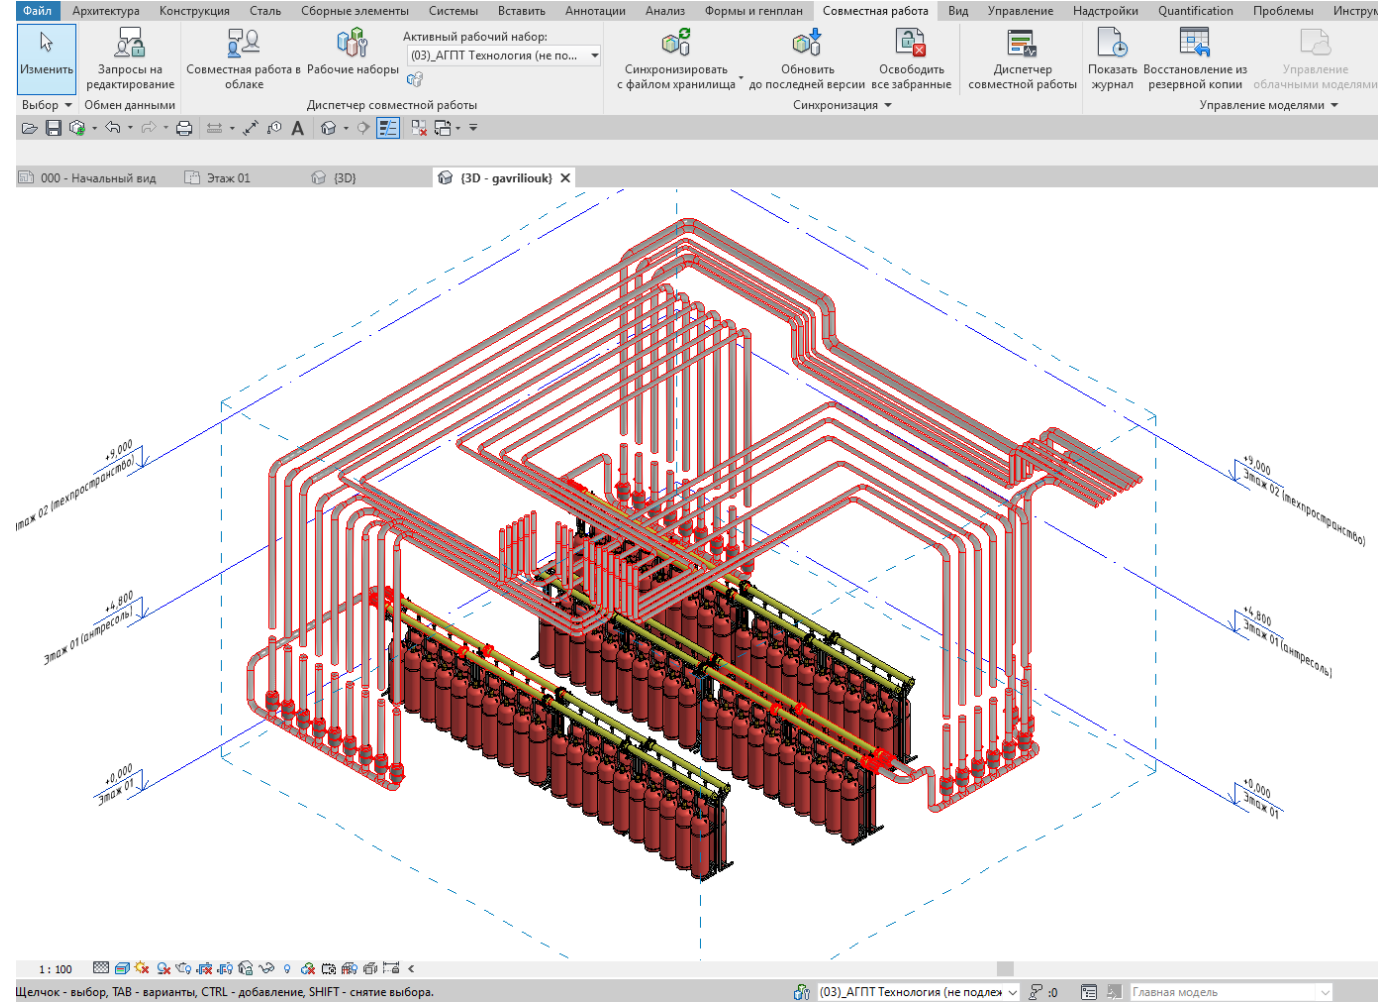 Файл Архитектура Конструкция Сталь Сборные элементы Системы Вставить Аннотации Анализ Формы и генплан Совместная работа Вид Управление Надстройки Quantification Проблемы
Активный рабочий набор:
(03)_АГПТ Технология (не по...
Изменить
Запросы на
редактирование
Совместная работа в
облаке
Рабочие наборы
Синхронизировать
с файлом хранилища
Обновить
до последней версии
Освободить
все забранные
Диспетчер
совместной работы
Показать
журнал
Восстановление из
резервной копии
Управление
облачными моделями
Выбор Обмен данными Диспетчер совместной работы Синхронизация Управление моделями
000 - Начальный вид Этаж 01 {3D} {3D - gavriliouk}
+9,000
+9,000
Этаж 02 (техпространство)
+4,800
Этаж 01 (антресоль)
+4,800
Этаж 01 (антресоль)
+0,000
Этаж 01
+0,000
Этаж 01
1 : 100
Щелчок - выбор, TAB - варианты, CTRL - добавление, SHIFT - снятие выбора.
(03)_АГПТ Технология (не подлеж
:0
Главная модель